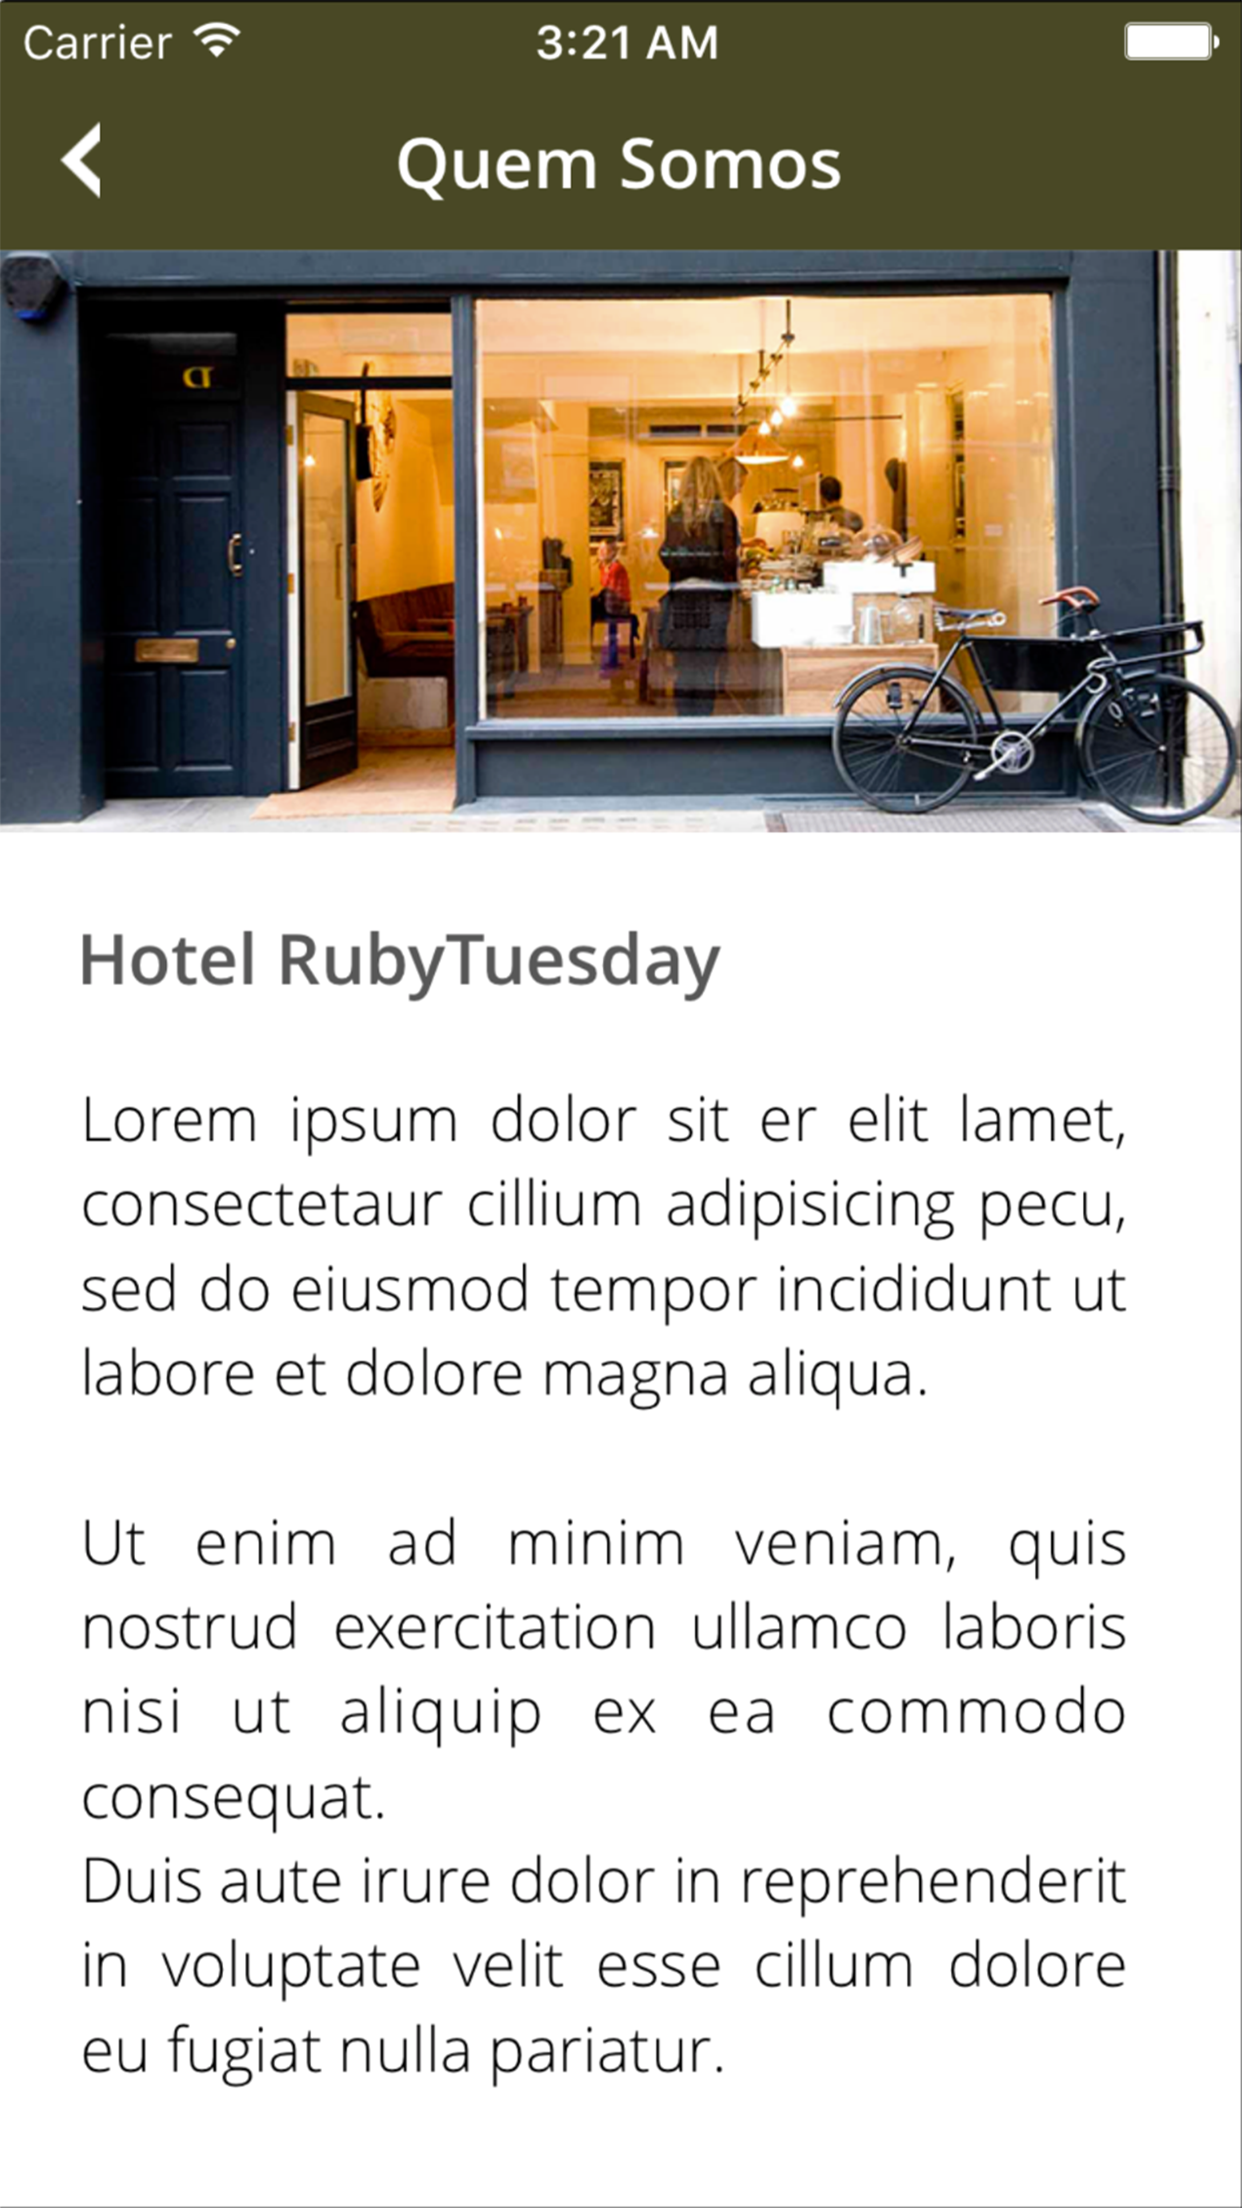 Carrier
3:21 AM
Quem Somos
Hotel RubyTuesday
Lorem ipsum dolor sit er elit lamet,
consectetaur cillium adipisicing pecu,
sed do eiusmod tempor incididunt ut
labore et dolore magna aliqua.
Ut enim ad minim veniam, quis
nostrud exercitation ullamco laboris
nisi ut aliquip ex ea commodo
consequat.
Duis aute irure dolor in reprehenderit
in voluptate velit esse cillum dolore
eu fugiat nulla pariatur.